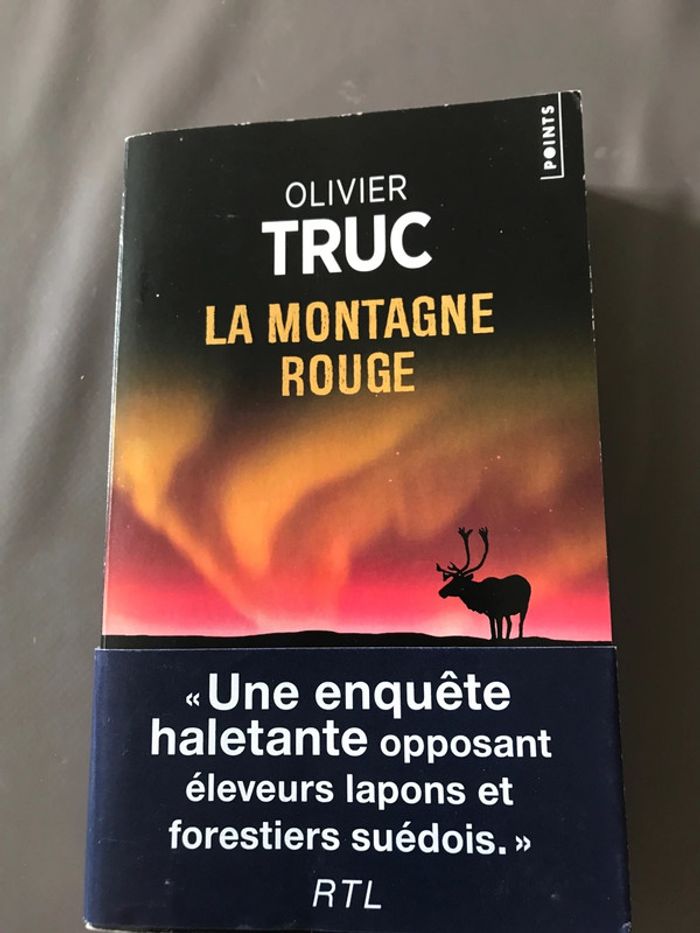 POINTS
OLIVIER
TRUC
LA MONTAGNE
ROUGE
« Une enquête
haletante opposant
éleveurs lapons et
forestiers suédois. »
RTL